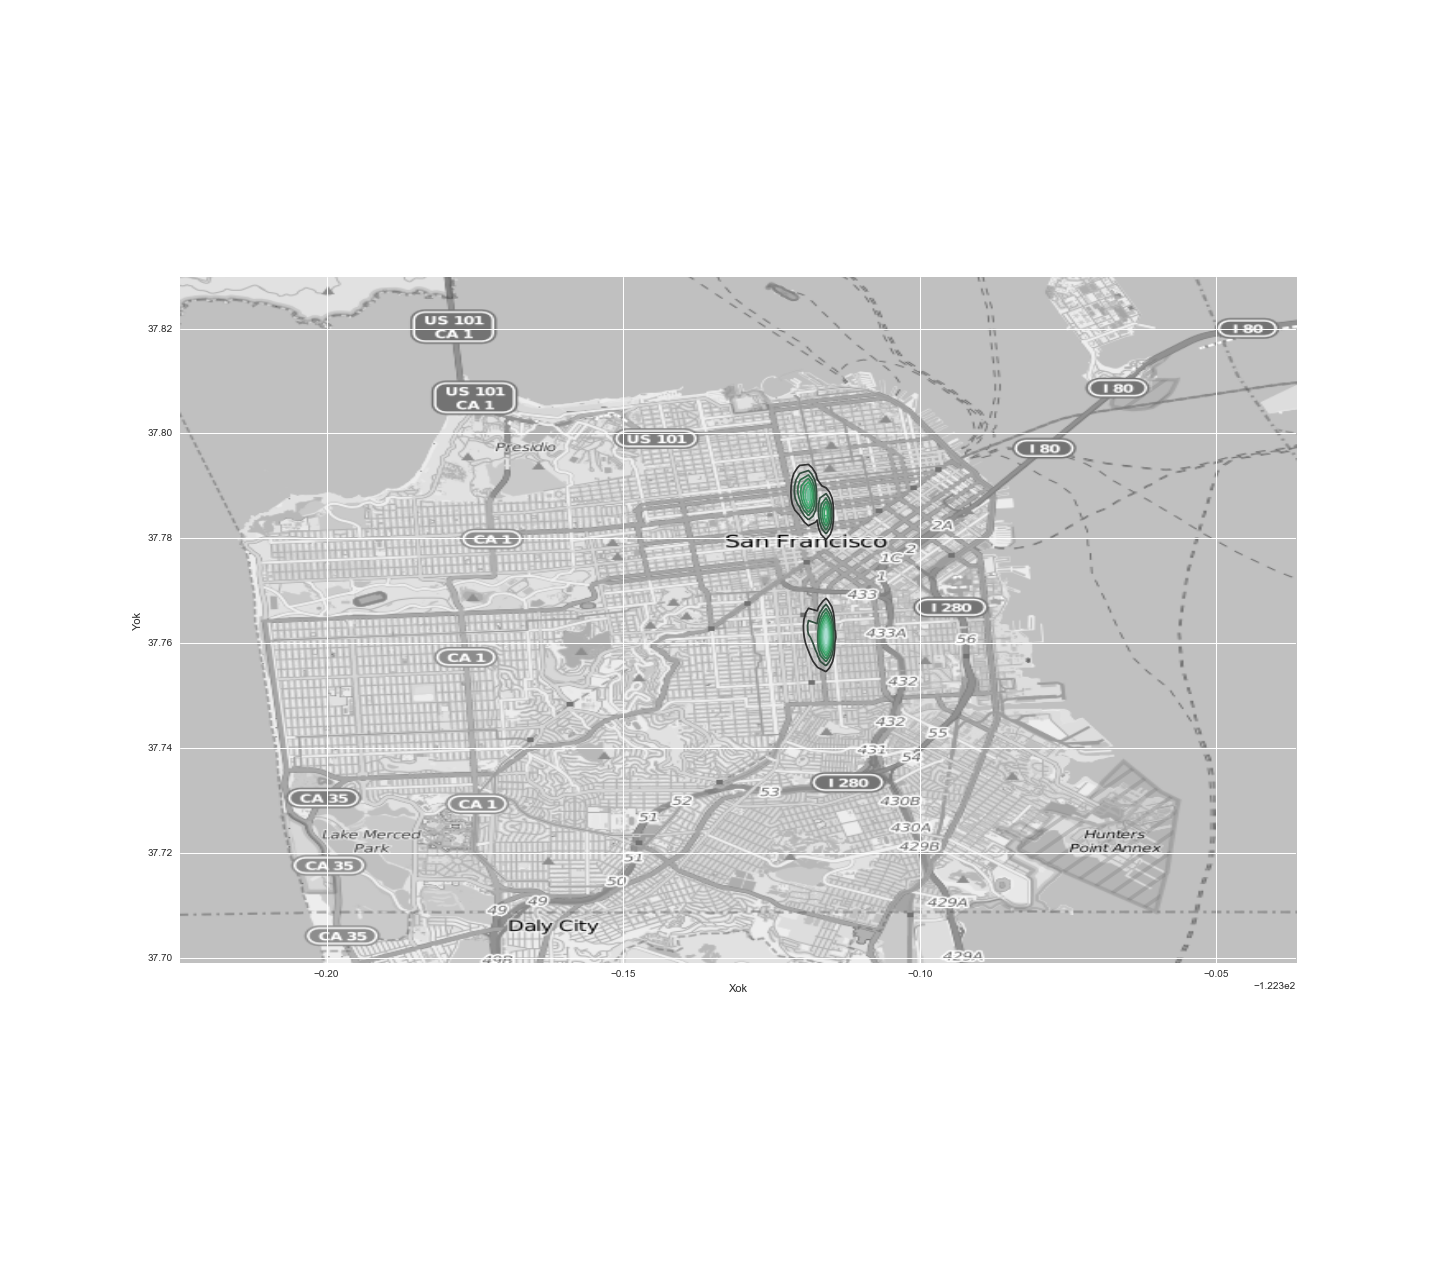 US 101
CA 1
37.82
I 80
US 101
CA 1
I 80
37.80
US 101
Presidio
I 80
2A
37.78
CA 1
San Francisco
2
1C
1
433
I 280
Yok
37.76
433A
56
CA 1
432
432
55
37.74
431
54
I 280
53
CA 35
CA 1
52
430B
51
430A
Lake Merced
Park
Hunters
Point Annex
429B
37.72
51
CA 35
50
49
49
429A
Daly City
CA 35
37.70
49B
429A
−0.20
−0.15
−0.10
−0.05
Xok
−1.223e2